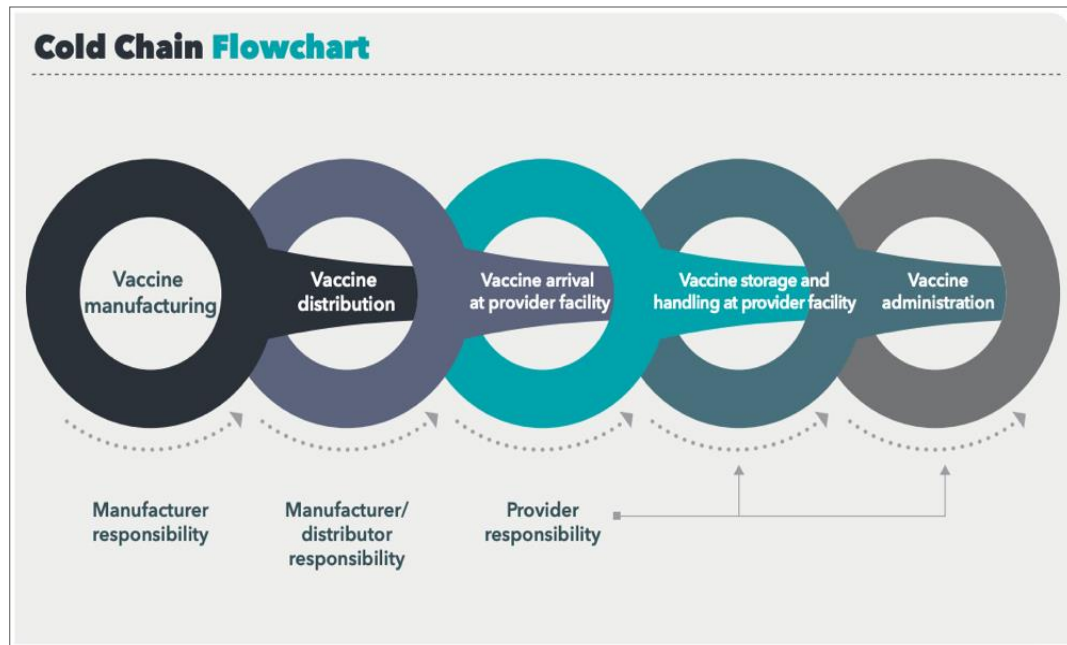 Cold Chain Flowchart
Vaccine
manufacturing
Vaccine
distribution
Vaccine arrival
at provider facility
Vaccine storage and
handling at provider facility
Vaccine
administration
Manufacturer
responsibility
Manufacturer/
distributor
responsibility
Provider
responsibility